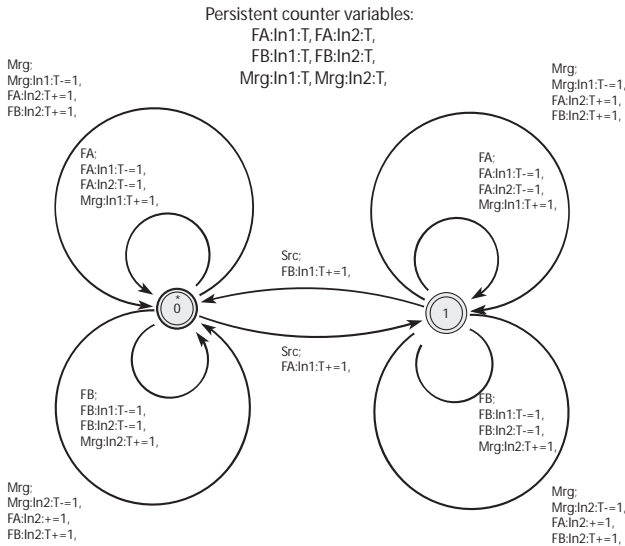 Persistent counter variables:
FA:In1:T, FA:In2:T,
FB:In1:T, FB:In2:T,
Mrg:In1:T, Mrg:In2:T,
Mrg;
Mrg:In1:T-=1,
FA:In2:T+=1,
FB:In2:T+=1,
Mrg;
Mrg:In1:T-=1,
FA:In2:T+=1,
FB:In2:T+=1,
FA;
FA:In1:T-=1,
FA:In2:T-=1,
Mrg:In1:T+=1,
FA;
FA:In1:T-=1,
FA:In2:T-=1,
Mrg:In1:T+=1,
Src;
FB:In1:T+=1,
*
0
1
Src;
FA:In1:T+=1,
FB;
FB:In1:T-=1,
FB:In2:T-=1,
Mrg:In2:T+=1,
FB;
FB:In1:T-=1,
FB:In2:T-=1,
Mrg:In2:T+=1,
Mrg;
Mrg:In2:T-=1,
FA:In2:+=1,
FB:In2:T+=1,
Mrg;
Mrg:In2:T-=1,
FA:In2:+=1,
FB:In2:T+=1,